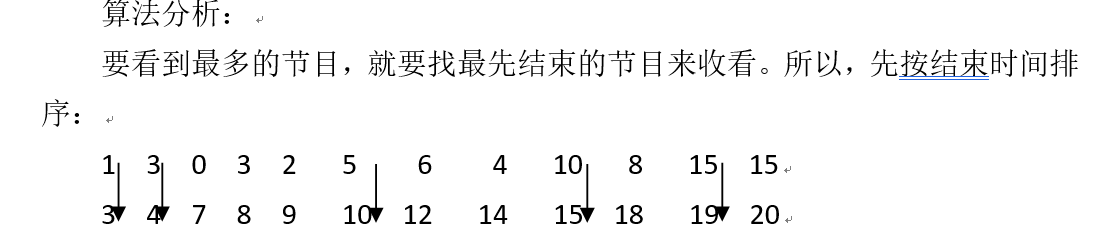 算法分析：
要看到最多的节目，就要找最先结束的节目来收看。所以，先按结束时间排
序：
1 3 0 3 2 5 6 4 10 8 15 15
3 4 7 8 9 10 12 14 15 18 19 20